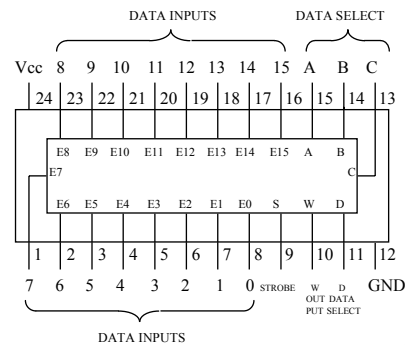 DATA INPUTS DATA SELECT
Vcc 8 9 10 11 12 13 14 15 A B C
24 23 22 21 20 19 18 17 16 15 14 13
E8 E9 E10 E11 E12 E13 E14 E15 A B
E7 C
E6 E5 E4 E3 E2 E1 E0 S W D
1 2 3 4 5 6 7 8 9 10 11 12
7 6 5 4 3 2 1 0 STROBE W D GND
OUT DATA
PUT SELECT
DATA INPUTS